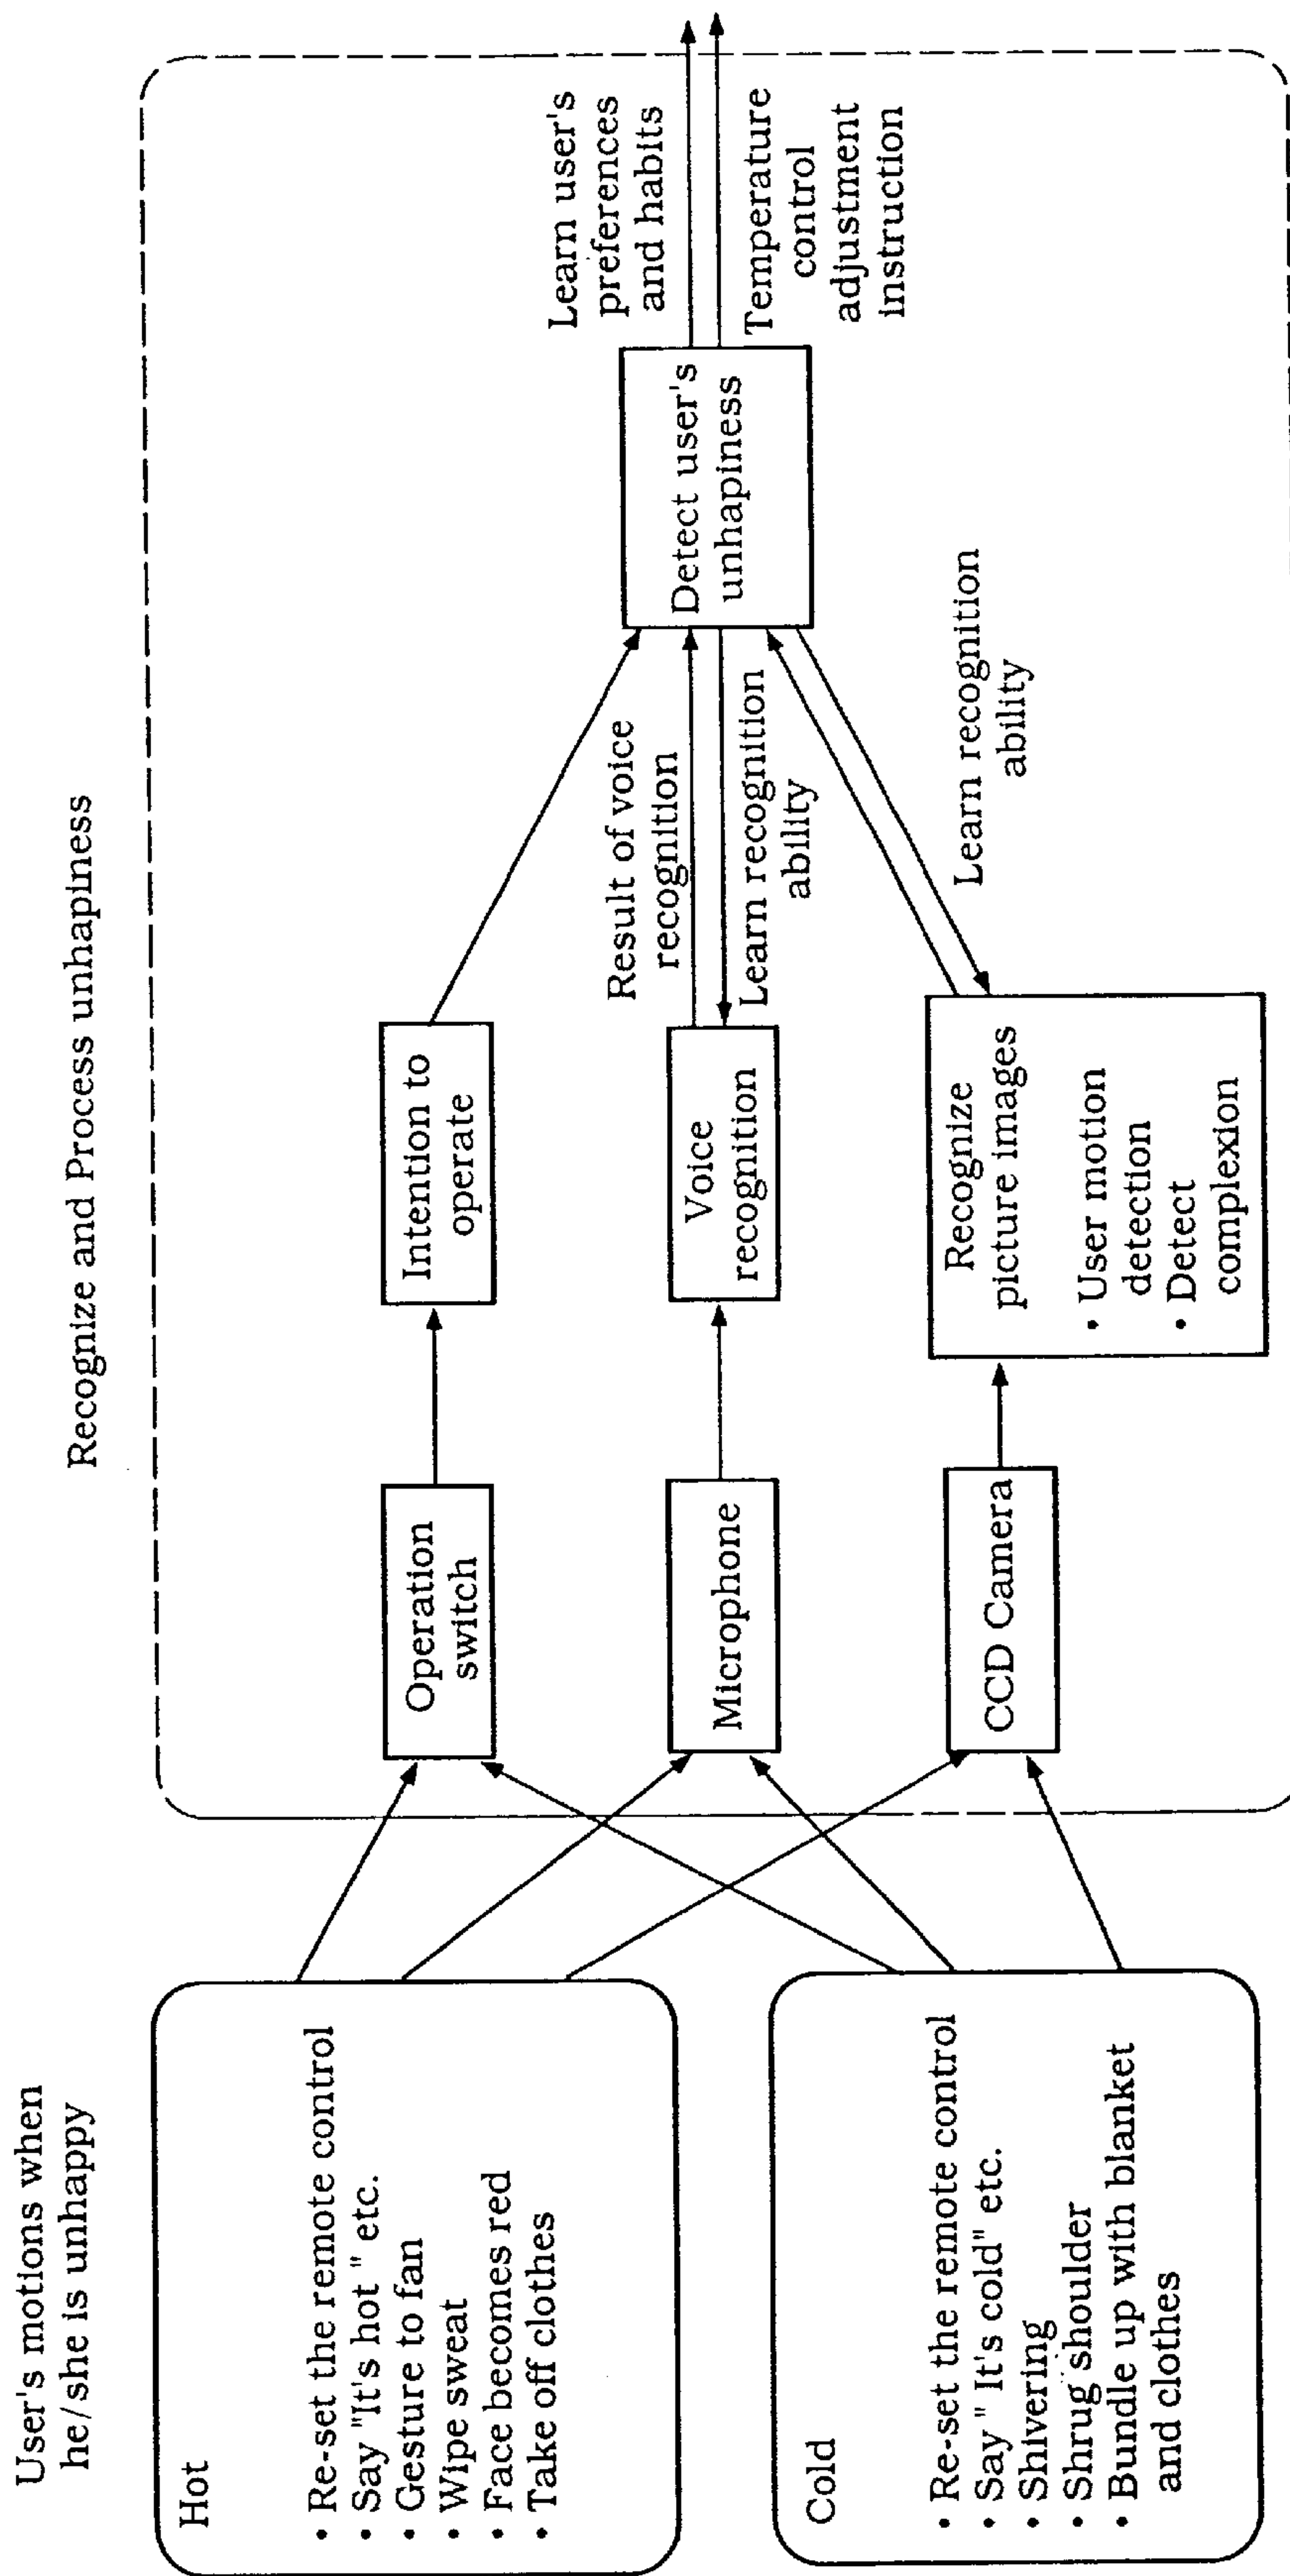 User's motions when
he/she is unhappy
Recognize and Process unhapiness
Hot
• Re-set the remote control
• Say "It's hot " etc.
• Gesture to fan
• Wipe sweat
• Face becomes red
• Take off clothes
Cold
• Re-set the remote control
• Say " It's cold" etc.
• Shivering
• Shrug shoulder
• Bundle up with blanket
and clothes
Operation
switch
Microphone
CCD Camera
Intention to
operate
Voice
recognition
Recognize
picture images
• User motion
detection
• Detect
complexion
Result of voice
recognition
Learn recognition
ability
Learn recognition
ability
Detect user's
unhapiness
Learn user's
preferences
and habits
Temperature
control
adjustment
instruction